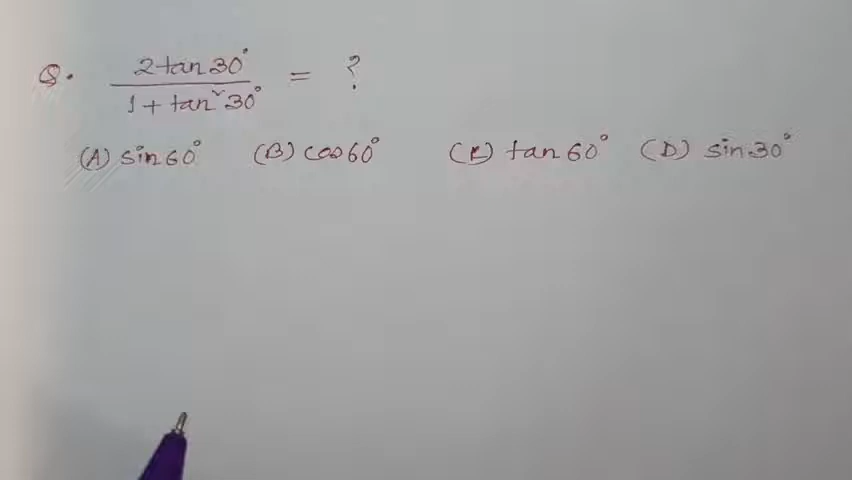 Q. 2tan30° / 1 + tan²30° = ?
(A) sin60° (B) cos60° (C) tan60° (D) sin30°